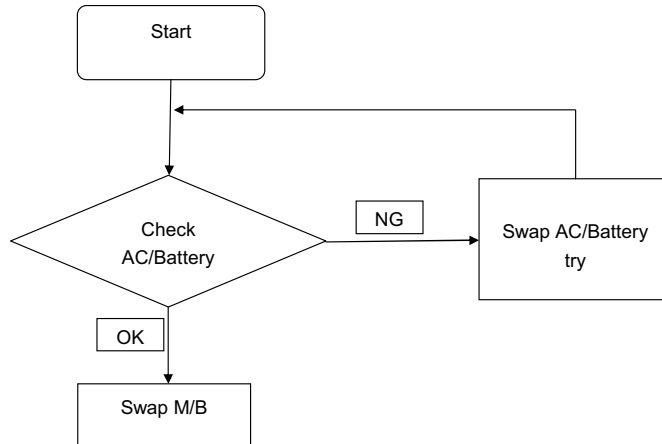 Start
Check
AC/Battery
NG
Swap AC/Battery
try
OK
Swap M/B